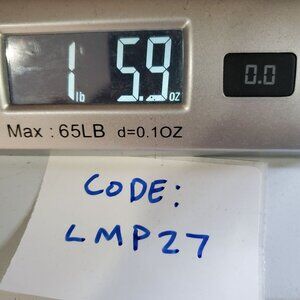 1 lb 5.9 oz
0.0
Max : 65LB d=0.1OZ
CODE:
LMP27